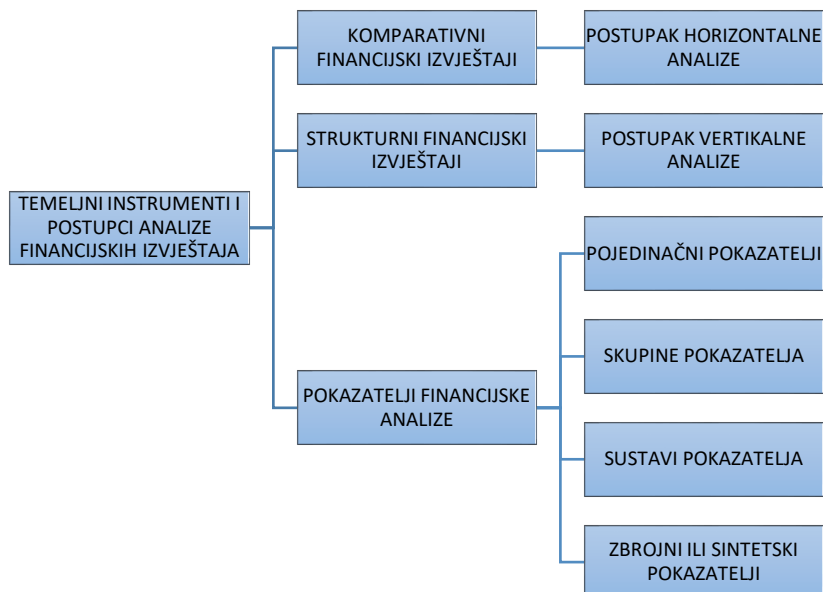 KOMPARATIVNI
FINANCIJSKI IZVJEŠTAJI
POSTUPAK HORIZONTALNE
ANALIZE
STRUKTURNI FINANCIJSKI
IZVJEŠTAJI
POSTUPAK VERTIKALNE
ANALIZE
TEMELJNI INSTRUMENTI I
POSTUPCI ANALIZE
FINANCIJSKIH IZVJEŠTAJA
POKAZATELJI FINANCIJSKE
ANALIZE
POJEDINAČNI POKAZATELJI
SKUPINE POKAZATELJA
SUSTAVI POKAZATELJA
ZBROJNI ILI SINTETSKI
POKAZATELJI